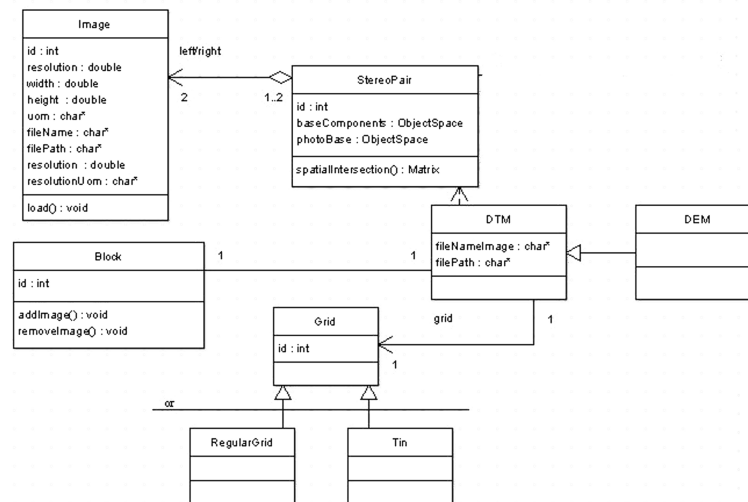 Image
id : int
resolution : double
width : double
height : double
uom : char*
fileName : char*
filePath : char*
resolution : double
resolutionUom : char*
load() : void
left/right
2
1..2
StereoPair
id : int
baseComponents : ObjectSpace
photoBase : ObjectSpace
spatialIntersection() : Matrix
DTM
fileNameImage : char*
filePath : char*
DEM
Block
id : int
addImage() : void
removeImage() : void
1
1
Grid
id : int
grid
1
1
or
RegularGrid
Tin